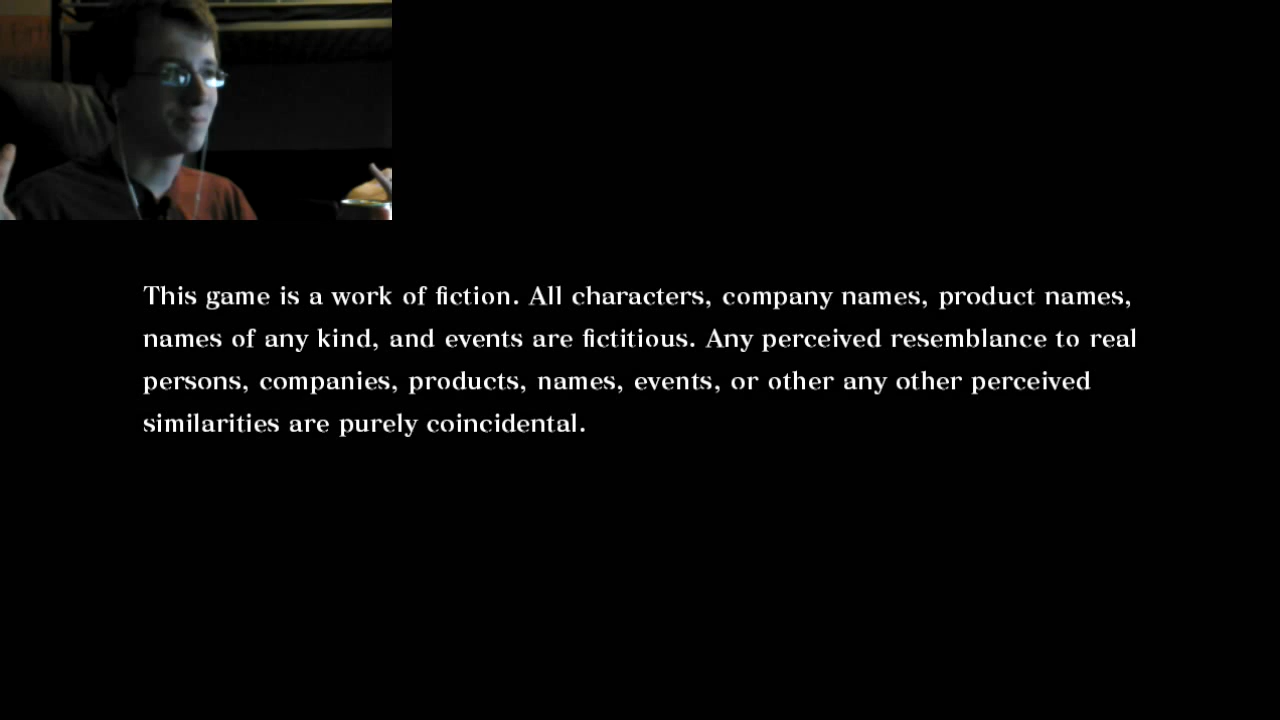 This game is a work of fiction. All characters, company names, product names,
names of any kind, and events are fictitious. Any perceived resemblance to real
persons, companies, products, names, events, or other any other perceived
similarities are purely coincidental.